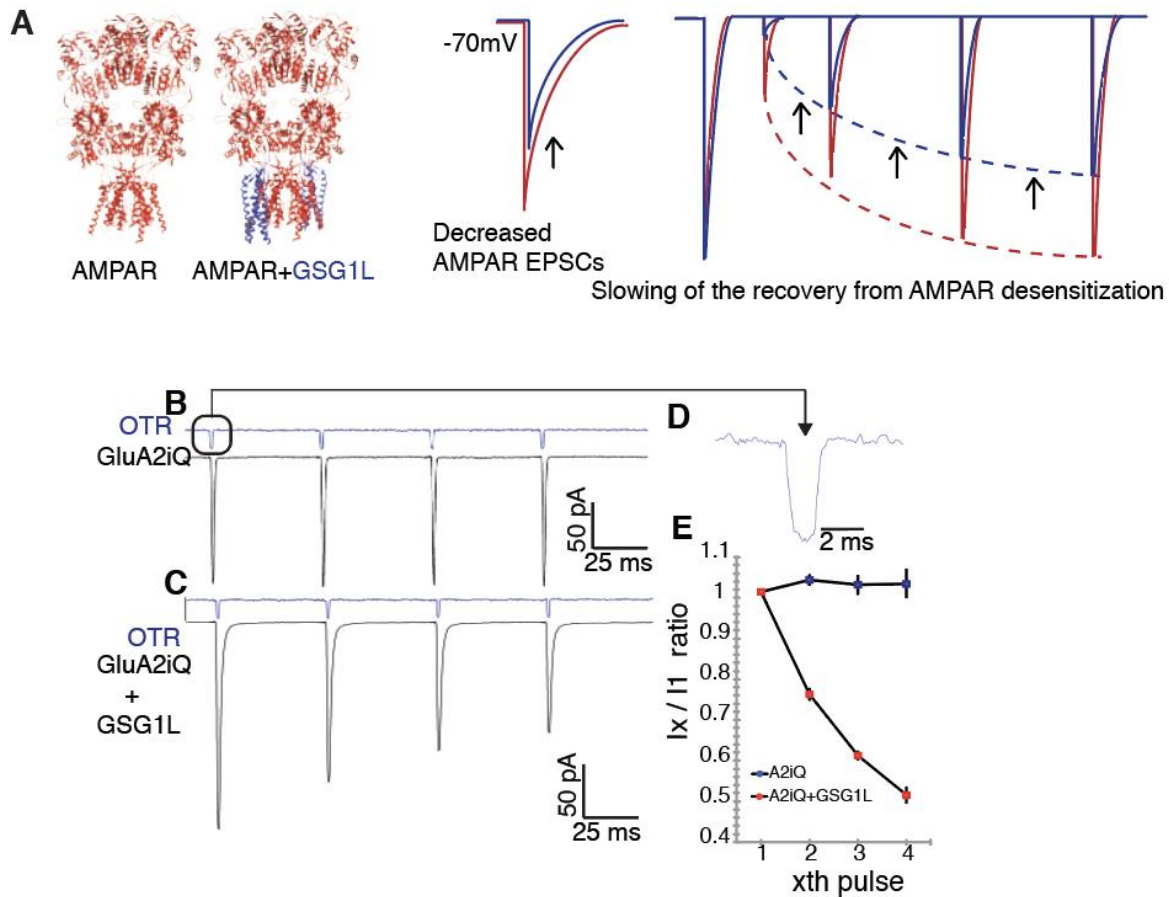 A
AMPAR
AMPAR+GSG1L
-70mV
Decreased
AMPAR EPSCs
Slowing of the recovery from AMPAR desensitization
B
OTR
GluA2iQ
50 pA
25 ms
C
OTR
GluA2iQ
+
GSG1L
50 pA
25 ms
D
2 ms
E
1.1
1
0.9
0.8
0.7
0.6
0.5
0.4
Ix / I1 ratio
A2iQ
A2iQ+GSG1L
1 2 3 4
xth pulse